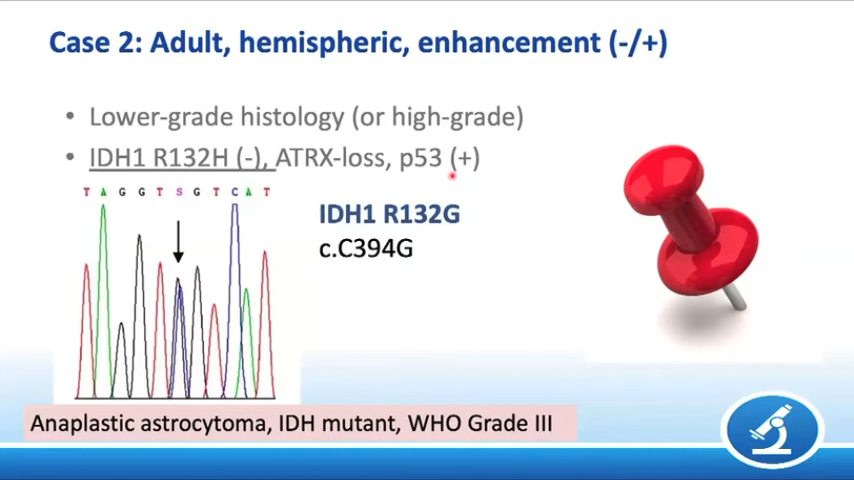 Case 2: Adult, hemispheric, enhancement (-/+)
• Lower-grade histology (or high-grade)
• IDH1 R132H (-), ATRX-loss, p53 (+)
T A G G T S G T C A T
IDH1 R132G
c.C394G
Anaplastic astrocytoma, IDH mutant, WHO Grade III